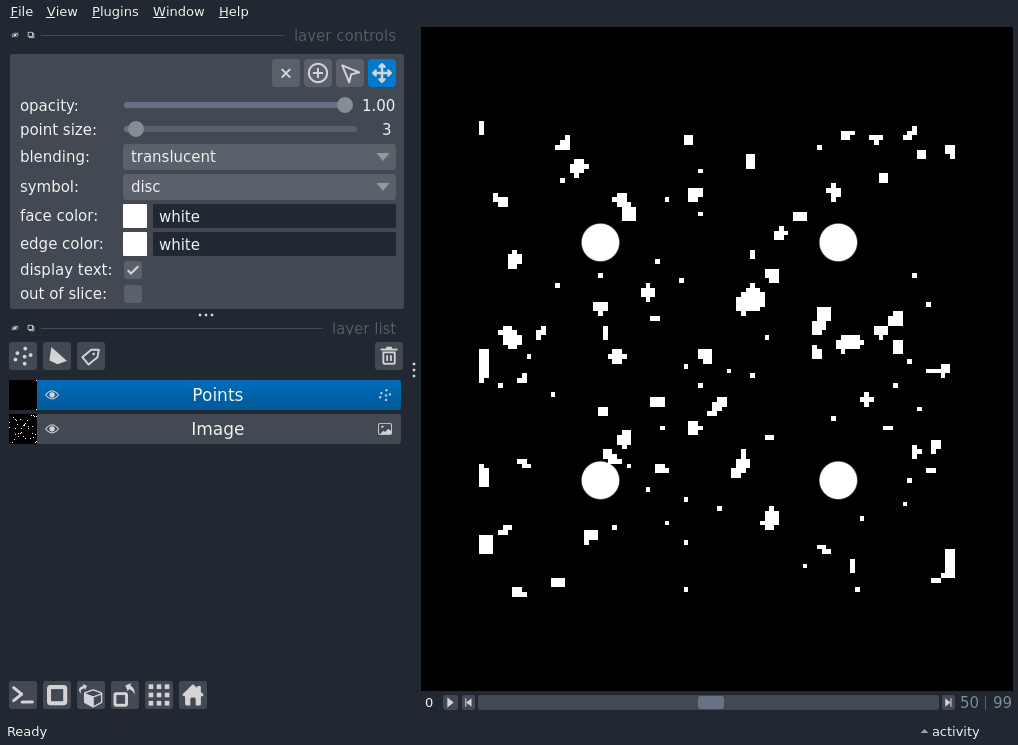 File View Plugins Window Help
layer controls
opacity: 1.00
point size: 3
blending: translucent
symbol: disc
face color: white
edge color: white
display text:
out of slice:
layer list
Points
Image
0 50 | 99
Ready activity